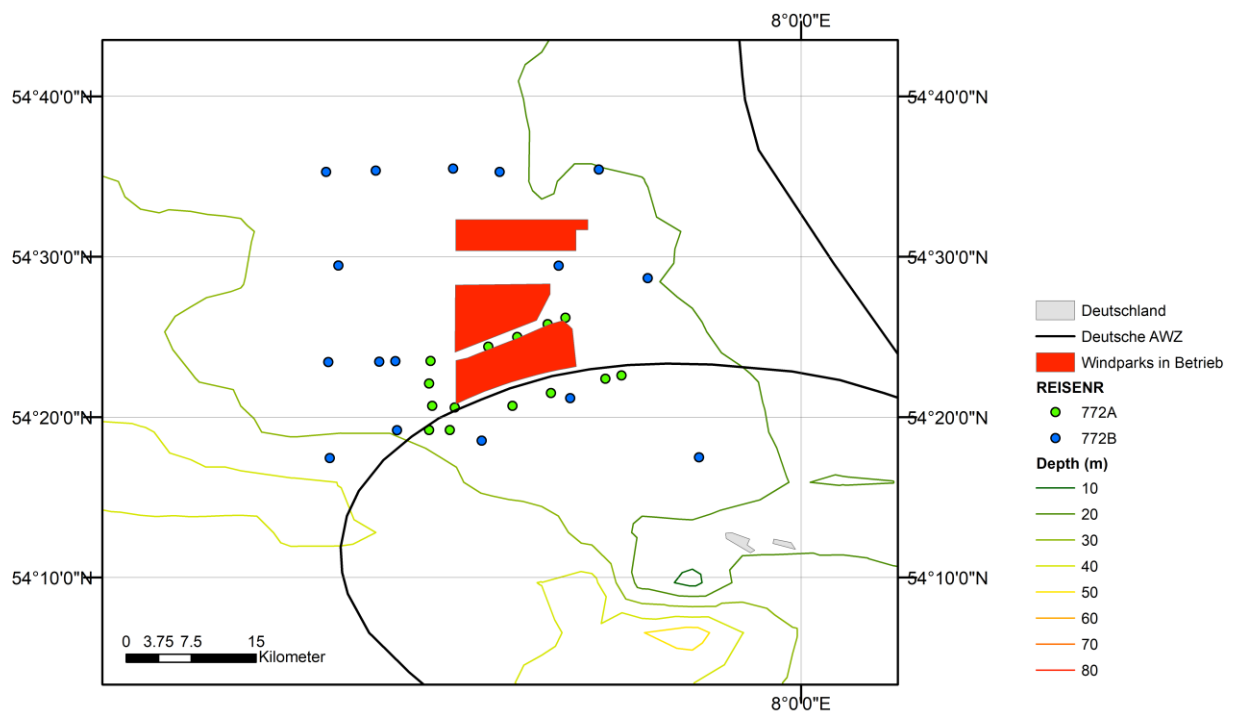 8°0'0"E
54°40'0"N
54°40'0"N
54°30'0"N
54°30'0"N
54°20'0"N
54°20'0"N
54°10'0"N
54°10'0"N
0 3.75 7.5 15
Kilometer
8°0'0"E
Deutschland
Deutsche AWZ
Windparks in Betrieb
REISENR
772A
772B
Depth (m)
10
20
30
40
50
60
70
80